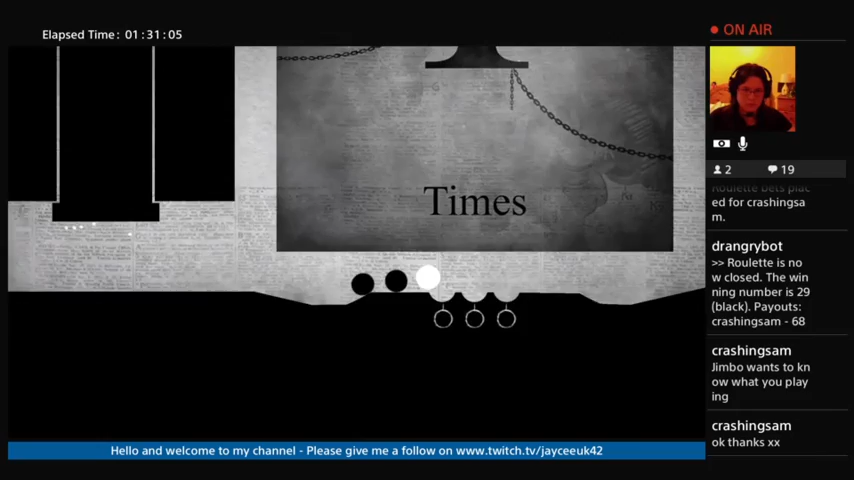 Elapsed Time: 01:31:05
ON AIR
2
19
Times
Roulette bets plac
ed for crashingsa
m.
drangrybot
>> Roulette is no
w closed. The win
ning number is 29
(black). Payouts:
crashingsam - 68
crashingsam
Jimbo wants to kn
ow what you play
ing
crashingsam
ok thanks xx
Hello and welcome to my channel - Please give me a follow on www.twitch.tv/jayceeuk42